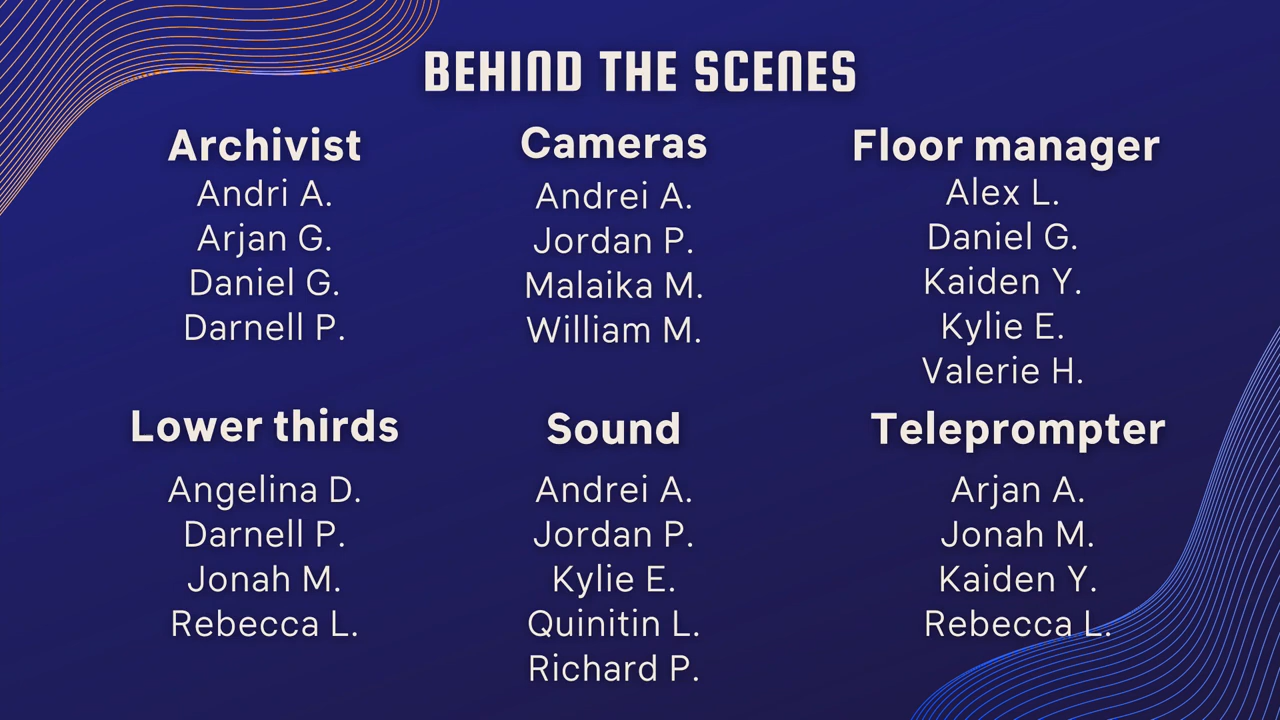 BEHIND THE SCENES
Archivist
Andri A.
Arjan G.
Daniel G.
Darnell P.
Cameras
Andrei A.
Jordan P.
Malaika M.
William M.
Floor manager
Alex L.
Daniel G.
Kaiden Y.
Kylie E.
Valerie H.
Lower thirds
Angelina D.
Darnell P.
Jonah M.
Rebecca L.
Sound
Andrei A.
Jordan P.
Kylie E.
Quinitin L.
Richard P.
Teleprompter
Arjan A.
Jonah M.
Kaiden Y.
Rebecca L.